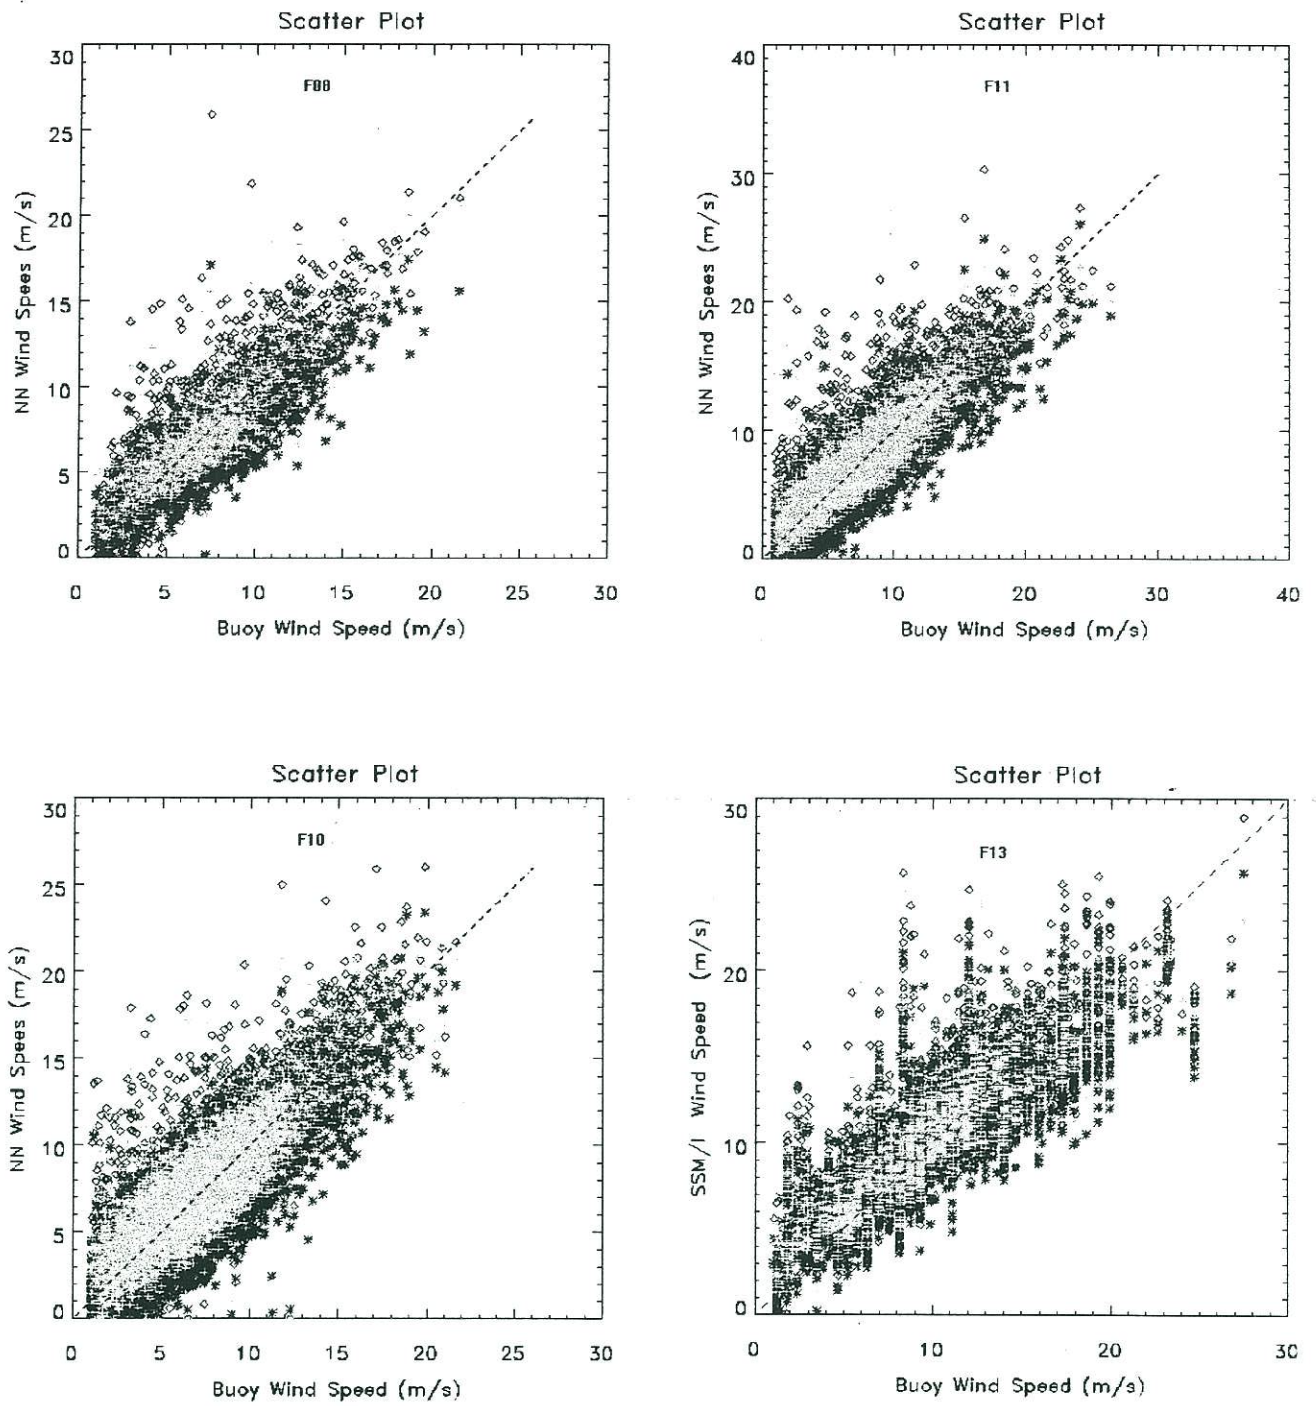 Scatter Plot
F08
30
25
20
15
10
5
0
NN Wind Spees (m/s)
0 5 10 15 20 25 30
Buoy Wind Speed (m/s)
Scatter Plot
F11
40
30
20
10
0
NN Wind Spees (m/s)
0 10 20 30 40
Buoy Wind Speed (m/s)
Scatter Plot
F10
30
25
20
15
10
5
0
NN Wind Spees (m/s)
0 5 10 15 20 25 30
Buoy Wind Speed (m/s)
Scatter Plot
F13
30
20
10
0
SSM/I Wind Speed (m/s)
0 10 20 30
Buoy Wind Speed (m/s)